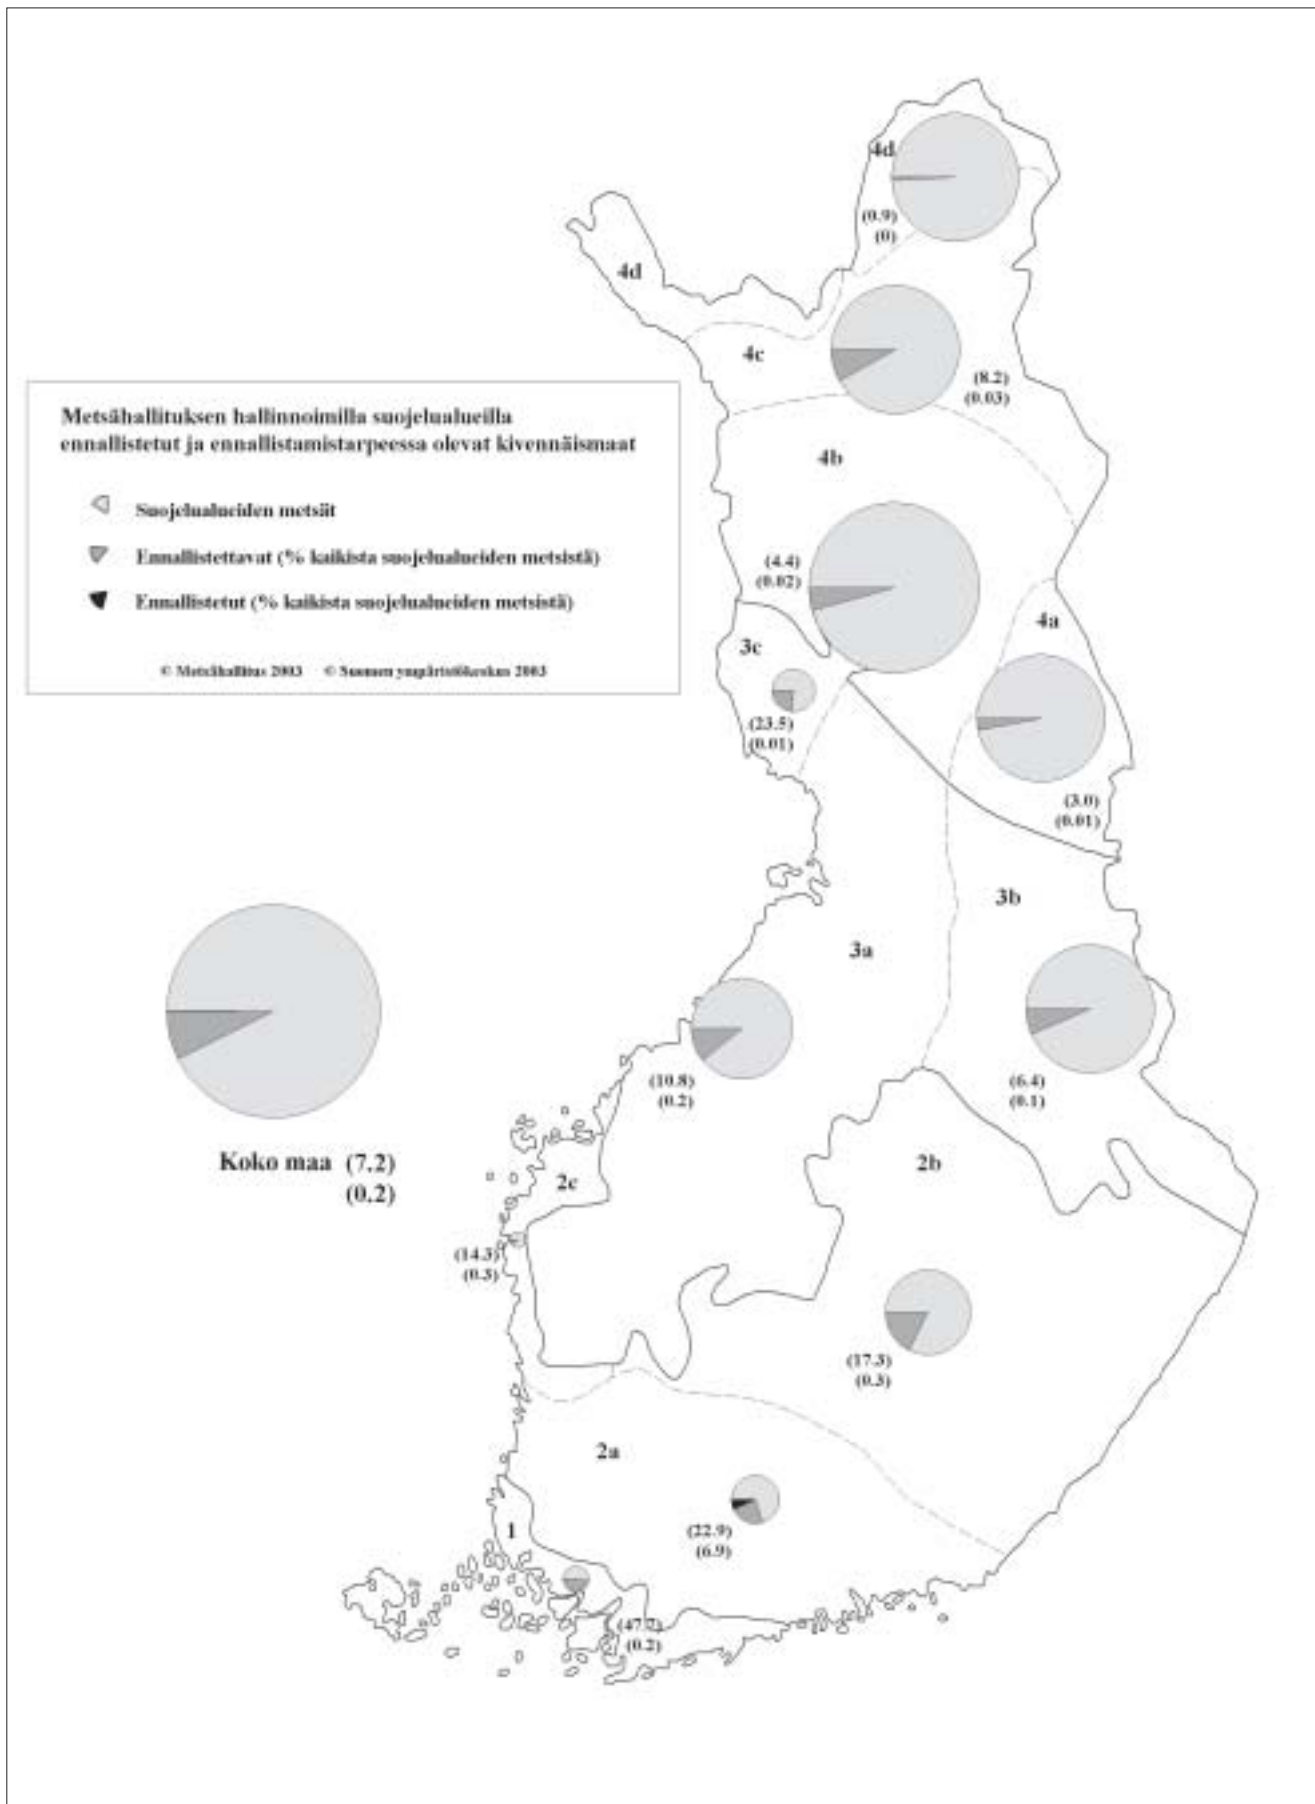 4d
(0.9)
(0)
4d
4c
(8.2)
(0.03)
Metsähallituksen hallinnoimilla suojelualueilla
ennallistetut ja ennallistamistarpeessa olevat kivennäismaat
Suojelualueiden metsät
Ennallistettavat (% kaikista suojelualueiden metsistä)
Ennallistetut (% kaikista suojelualueiden metsistä)
© Metsähallitus 2003 © Suomen ympäristökeskus 2003
4b
(4.4)
(0.02)
4a
3c
(23.5)
(0.01)
(3.0)
(0.01)
3b
3a
(10.8)
(0.2)
(6.4)
(0.1)
Koko maa (7.2)
(0.2)
2b
2c
(14.3)
(0.3)
(17.3)
(0.3)
2a
(22.9)
(6.9)
1
(0.2)